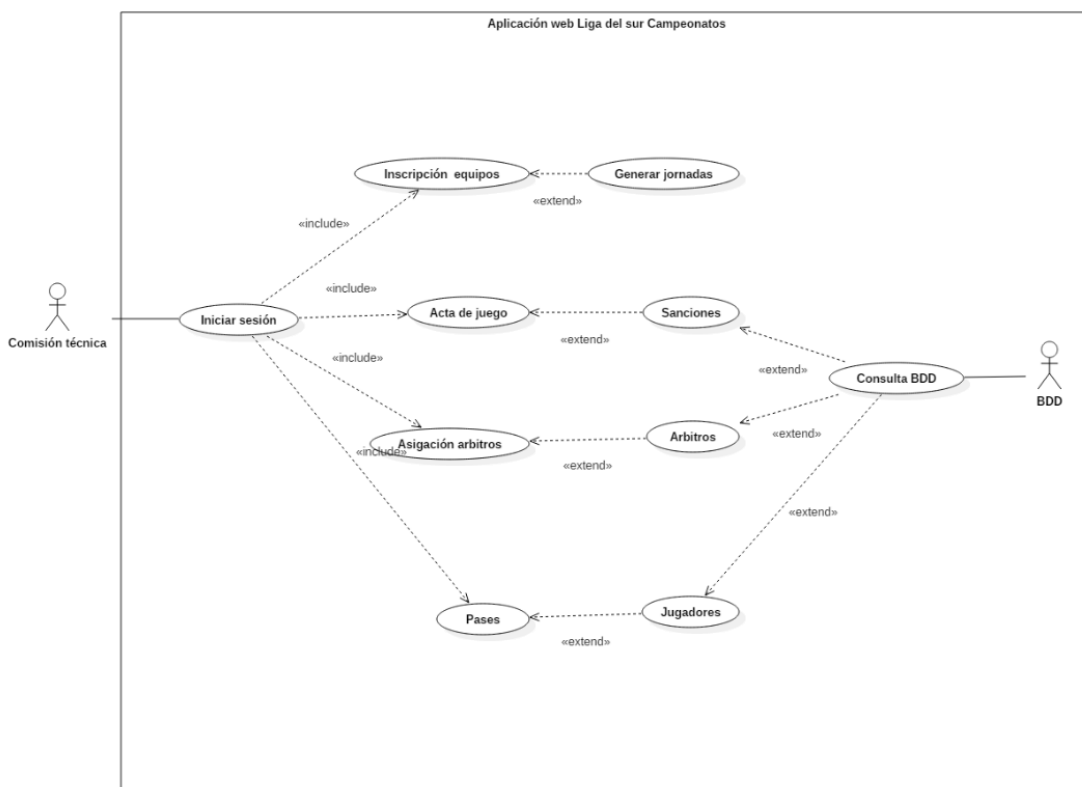 Aplicación web Liga del sur Campeonatos
Inscripción equipos
Generar jornadas
«extend»
«include»
«include»
Iniciar sesión
Acta de juego
Sanciones
Comisión técnica
«extend»
«include»
«extend»
Consulta BDD
BDD
Asigación arbitros
Arbitros
«extend»
«include»
«extend»
«extend»
Pases
Jugadores
«extend»